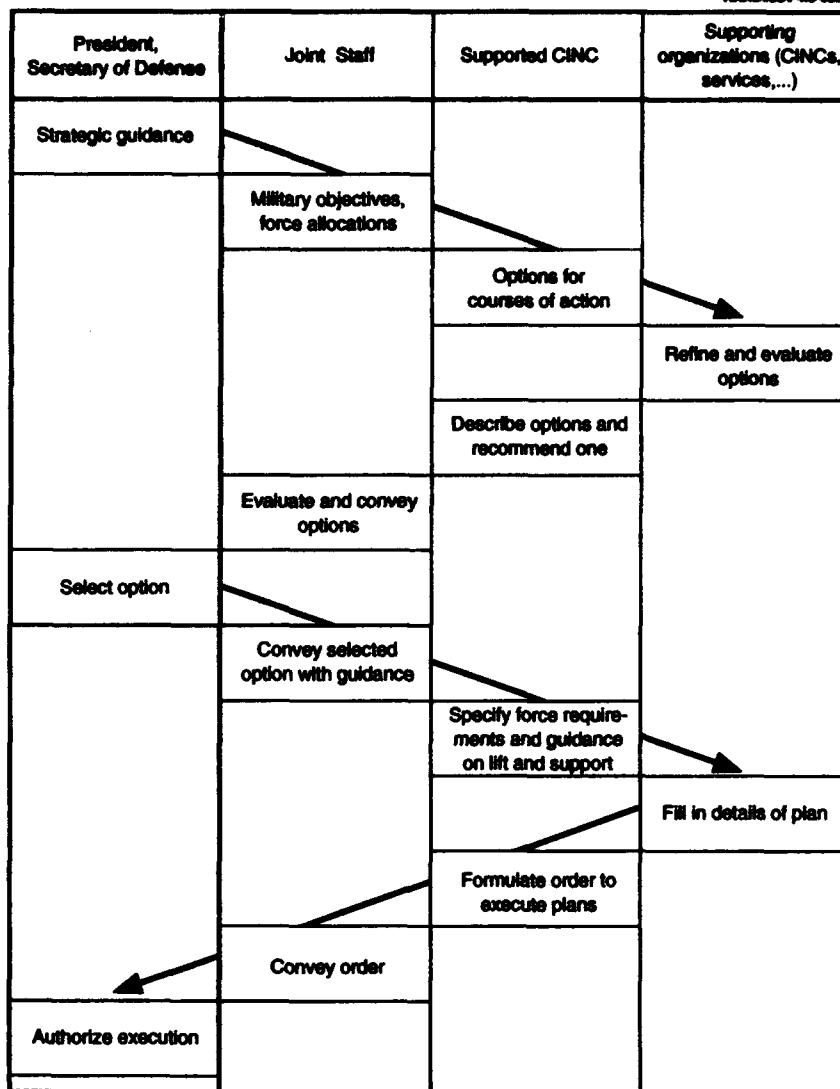 President,
Secretary of Defense
Joint Staff
Supported CINC
Supporting
organizations (CINCs,
services,...)
Strategic guidance
Military objectives,
force allocations
Options for
courses of action
Refine and evaluate
options
Describe options and
recommend one
Evaluate and convey
options
Select option
Convey selected
option with guidance
Specify force require-
ments and guidance
on lift and support
Fill in details of plan
Formulate order to
execute plans
Convey order
Authorize execution